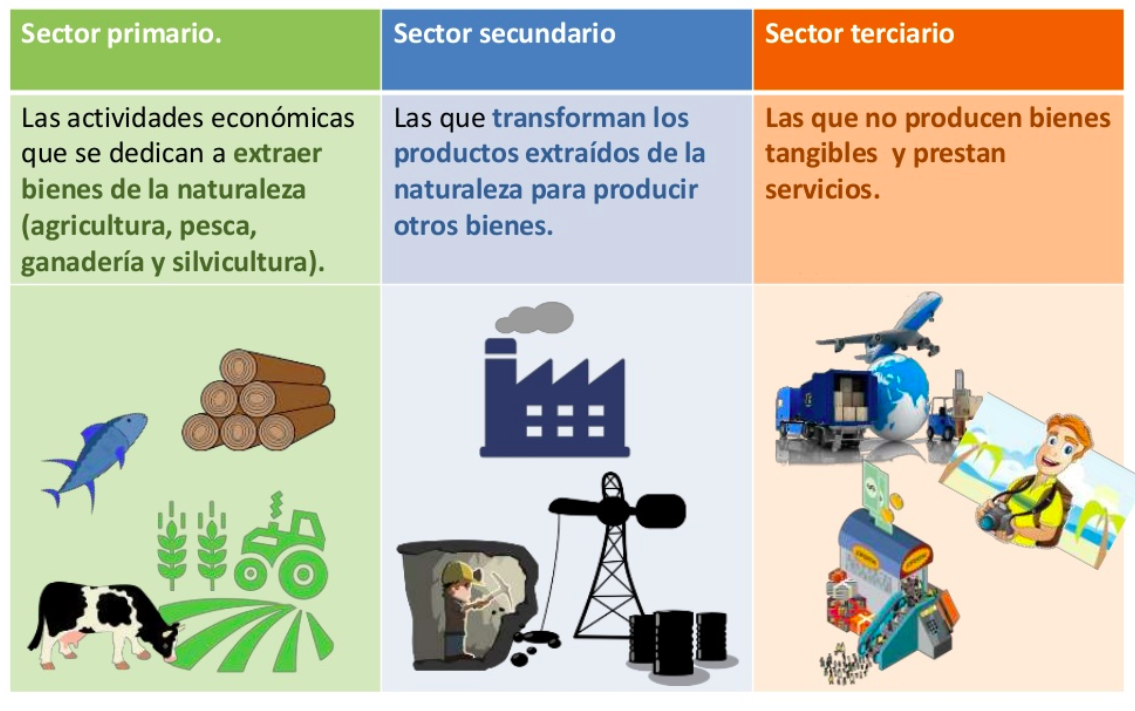 Sector primario.
Sector secundario
Sector terciario
Las actividades económicas
que se dedican a extraer
bienes de la naturaleza
(agricultura, pesca,
ganadería y silvicultura).
Las que transforman los
productos extraídos de la
naturaleza para producir
otros bienes.
Las que no producen bienes
tangibles y prestan
servicios.